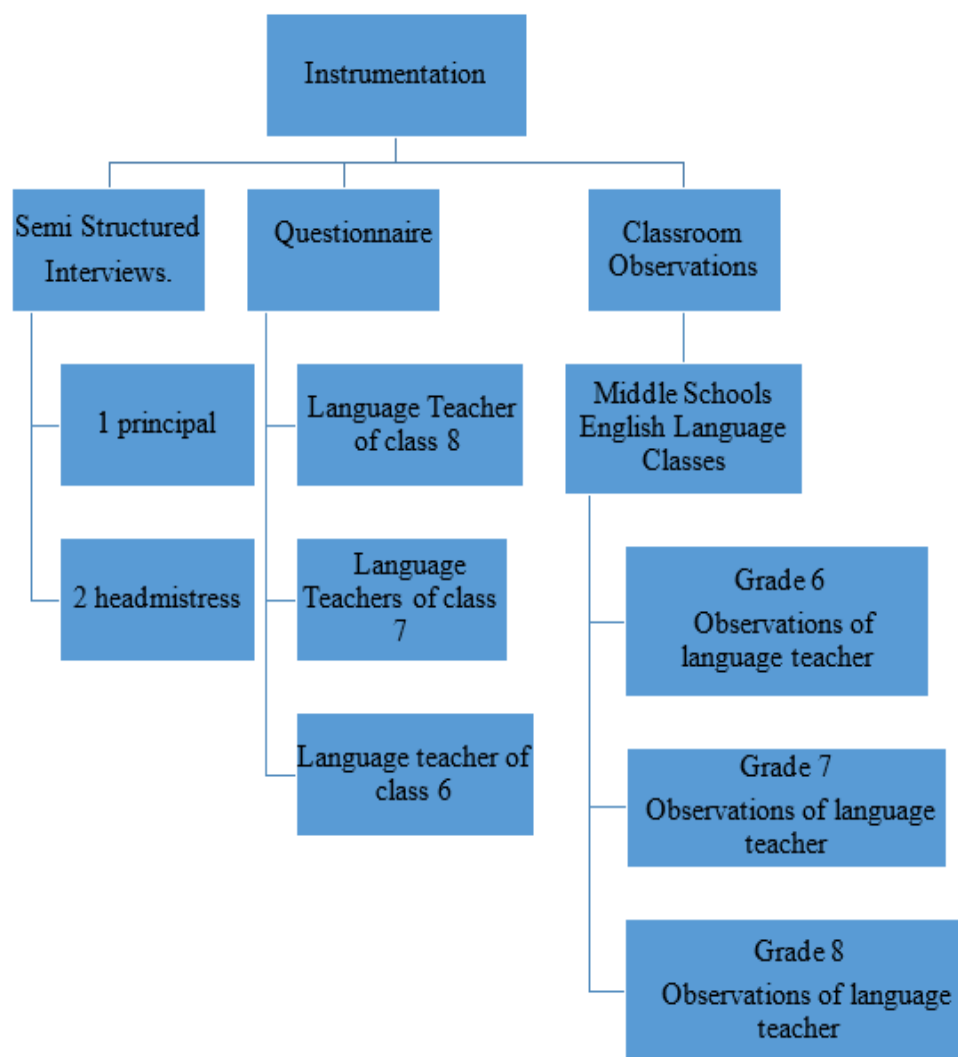 Instrumentation
Semi Structured
Interviews.
1 principal
2 headmistress
Questionnaire
Language Teacher
of class 8
Language
Teachers of class
7
Language teacher of
class 6
Classroom
Observations
Middle Schools
English Language
Classes
Grade 6
Observations of
language teacher
Grade 7
Observations of language
teacher
Grade 8
Observations of language
teacher